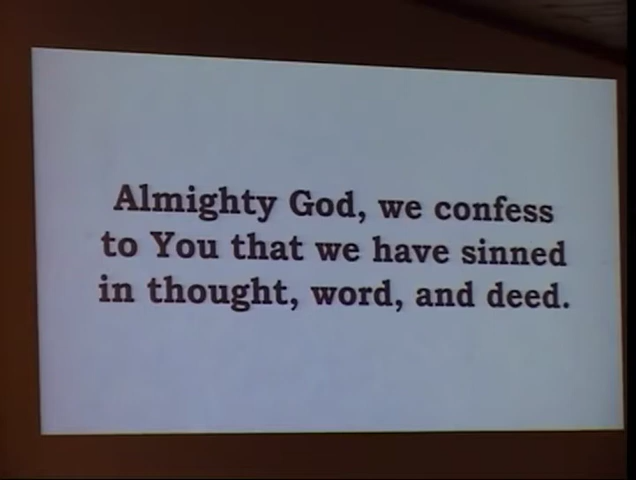 Almighty God, we confess
to You that we have sinned
in thought, word, and deed.